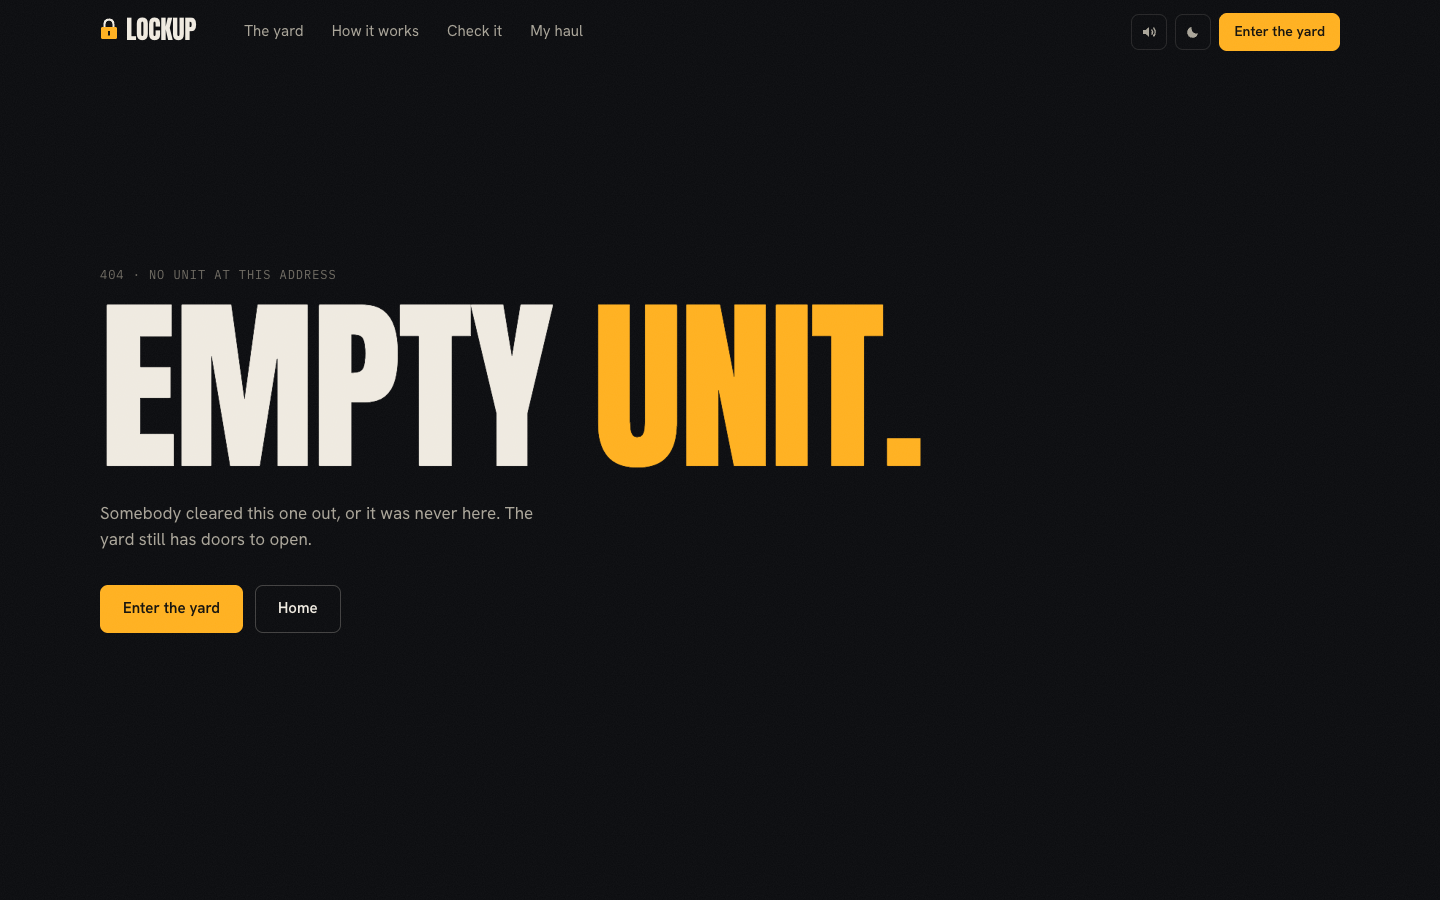 LOCKUP
The yard
How it works
Check it
My haul
Enter the yard
404 · NO UNIT AT THIS ADDRESS
EMPTY UNIT.
Somebody cleared this one out, or it was never here. The
yard still has doors to open.
Enter the yard
Home